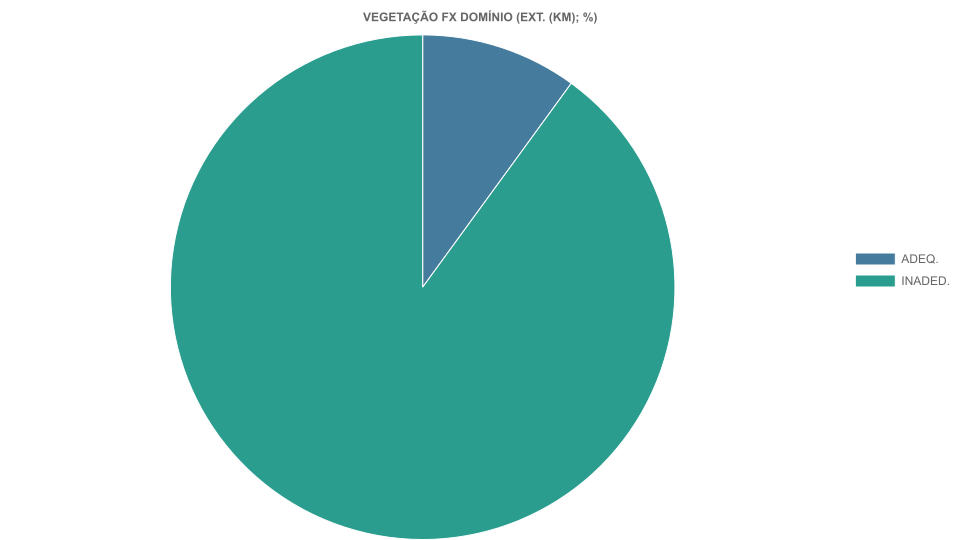 VEGETAÇÃO FX DOMÍNIO (EXT. (KM); %)
ADEQ.
INADED.